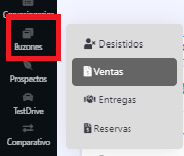 Buzones
Prospectos
TestDrive
Comparativo
Desistidos
Ventas
Entregas
Reservas